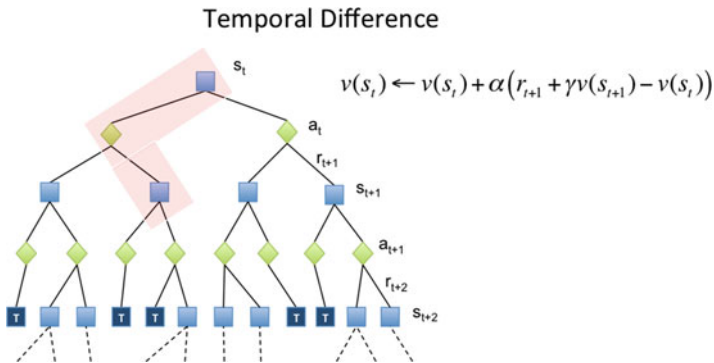 Temporal Difference
s_t
v(s_t) ← v(s_t) + α(r_{t+1} + γv(s_{t+1}) − v(s_t))
a_t
r_{t+1}
s_{t+1}
a_{t+1}
r_{t+2}
T T T T T s_{t+2}